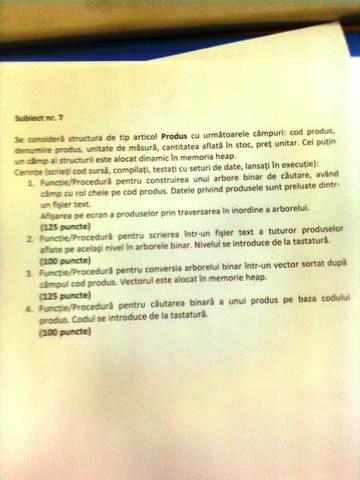 Subiect nr. 7
Se consideră structura de tip articol Produs cu următoarele câmpuri: cod produs,
denumire produs, unitate de măsură, cantitatea aflată în stoc, preț unitar. Cel puțin
un câmp al structurii este alocat dinamic în memoria heap.
Cerințe (scrieți cod sursă, compilați, testați cu seturi de date, lansați în execuție):
1. Funcție/Procedură pentru construirea unui arbore binar de căutare, având
câmp cu rol cheie pe cod produs. Datele privind produsele sunt preluate dintr-
un fișier text.
Afișarea pe ecran a produselor prin traversarea în inordine a arborelui.
(125 puncte)
2. Funcție/Procedură pentru scrierea într-un fișier text a tuturor produselor
aflate pe același nivel în arborele binar. Nivelul se introduce de la tastatură.
(100 puncte)
3. Funcție/Procedură pentru conversia arborelui binar într-un vector sortat după
câmpul cod produs. Vectorul este alocat în memorie heap.
(125 puncte)
4. Funcție/Procedură pentru căutarea binară a unui produs pe baza codului
produs. Codul se introduce de la tastatură.
(100 puncte)